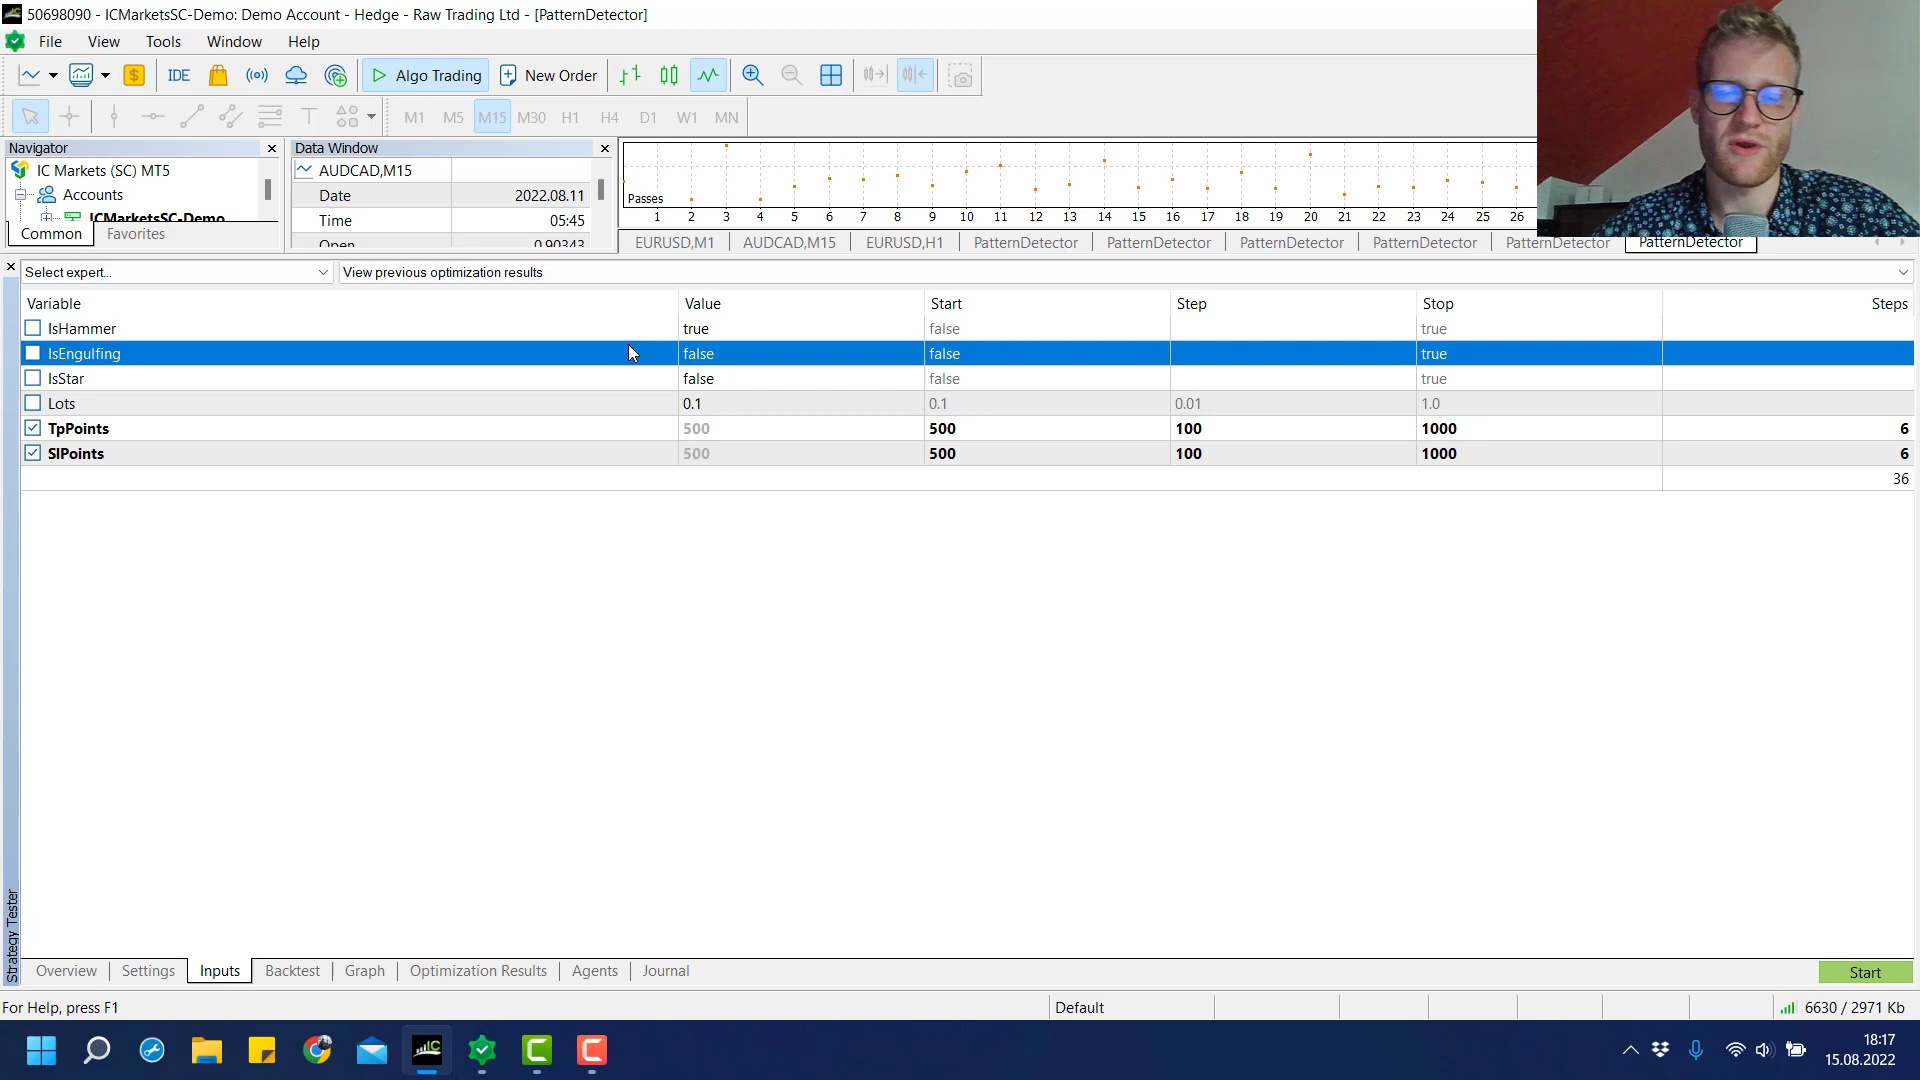 50698090 - ICMarketsSC-Demo: Demo Account - Hedge - Raw Trading Ltd - [PatternDetector]
File View Tools Window Help
IDE Algo Trading New Order
M1 M5 M15 M30 H1 H4 D1 W1 MN
Navigator
IC Markets (SC) MT5
Accounts
ICMarketsSC-Demo
Common Favorites
Data Window
AUDCAD,M15
Date 2022.08.11
Time 05:45
Open 0.90343
Passes
1 2 3 4 5 6 7 8 9 10 11 12 13 14 15 16 17 18 19 20 21 22 23 24 25 26
EURUSD,M1 AUDCAD,M15 EURUSD,H1 PatternDetector PatternDetector PatternDetector PatternDetector PatternDetector PatternDetector
Select expert... View previous optimization results
Variable Value Start Step Stop Steps
IsHammer true false true
IsEngulfing false false true
IsStar false false true
Lots 0.1 0.1 0.01 1.0
TpPoints 500 500 100 1000 6
SlPoints 500 500 100 1000 6
36
Strategy Tester
Overview Settings Inputs Backtest Graph Optimization Results Agents Journal Start
For Help, press F1 Default 6630 / 2971 Kb
IC
18:17
15.08.2022